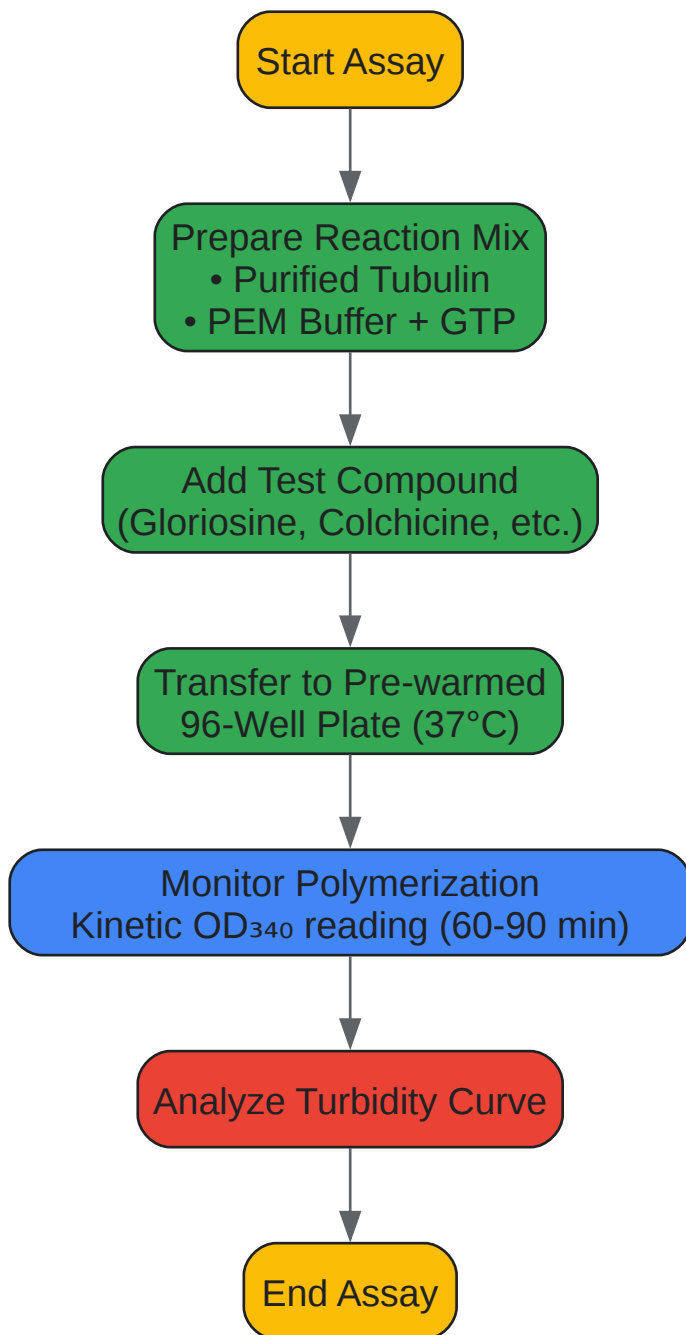 Start Assay
Prepare Reaction Mix
• Purified Tubulin
• PEM Buffer + GTP
Add Test Compound
(Gloriosine, Colchicine, etc.)
Transfer to Pre-warmed
96-Well Plate (37°C)
Monitor Polymerization
Kinetic OD₃₄₀ reading (60-90 min)
Analyze Turbidity Curve
End Assay